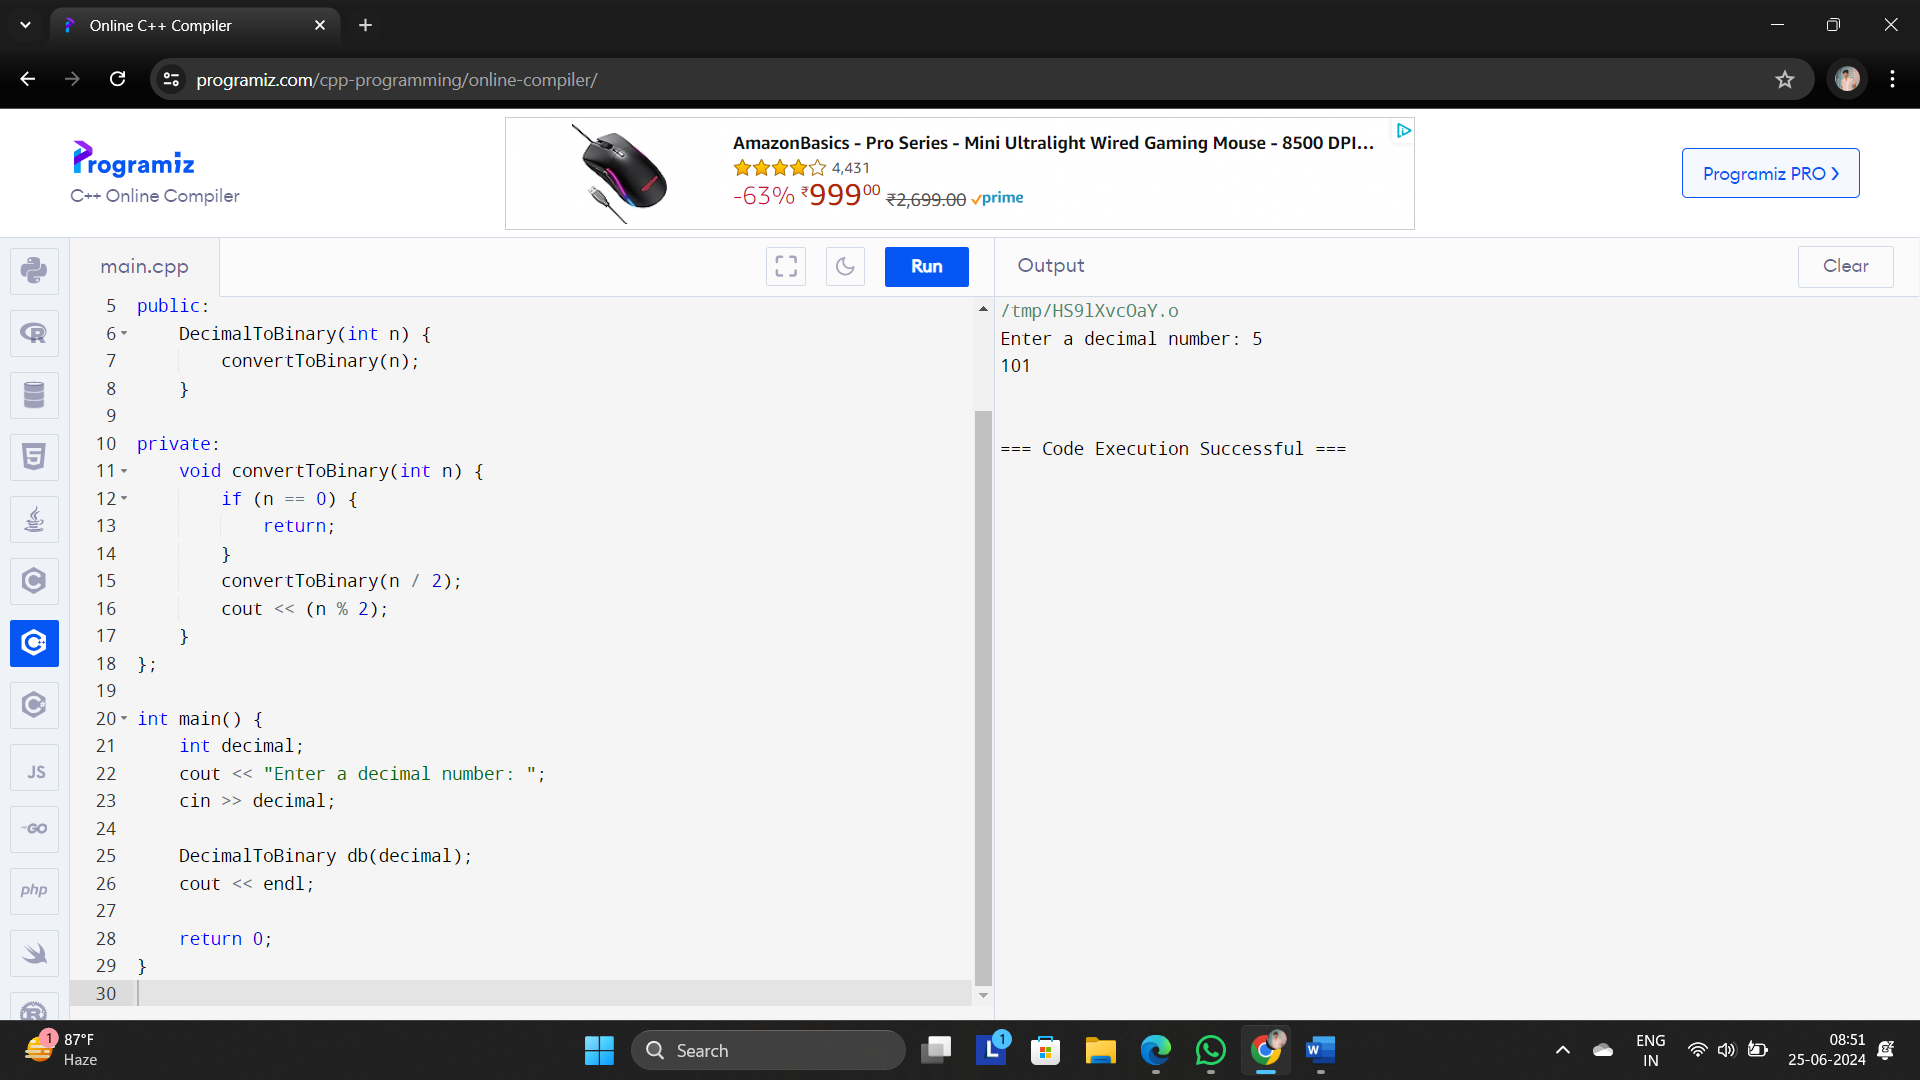 Online C++ Compiler
programiz.com/cpp-programming/online-compiler/
Programiz
C++ Online Compiler
AmazonBasics - Pro Series - Mini Ultralight Wired Gaming Mouse - 8500 DPI...
4,431
-63% ₹999⁰⁰ ₹2,699.00 prime
Programiz PRO ❯
main.cpp
Run
Output
Clear
5 public:
6 DecimalToBinary(int n) {
7 convertToBinary(n);
8 }
9
10 private:
11 void convertToBinary(int n) {
12 if (n == 0) {
13 return;
14 }
15 convertToBinary(n / 2);
16 cout << (n % 2);
17 }
18 };
19
20 int main() {
21 int decimal;
22 cout << "Enter a decimal number: ";
23 cin >> decimal;
24
25 DecimalToBinary db(decimal);
26 cout << endl;
27
28 return 0;
29 }
30
/tmp/HS9lXvcOaY.o
Enter a decimal number: 5
101
=== Code Execution Successful ===
R
5
C
C++
C
JS
GO
php
R
1
87°F
Haze
Search
L
1
W
ENG
IN
08:51
25-06-2024